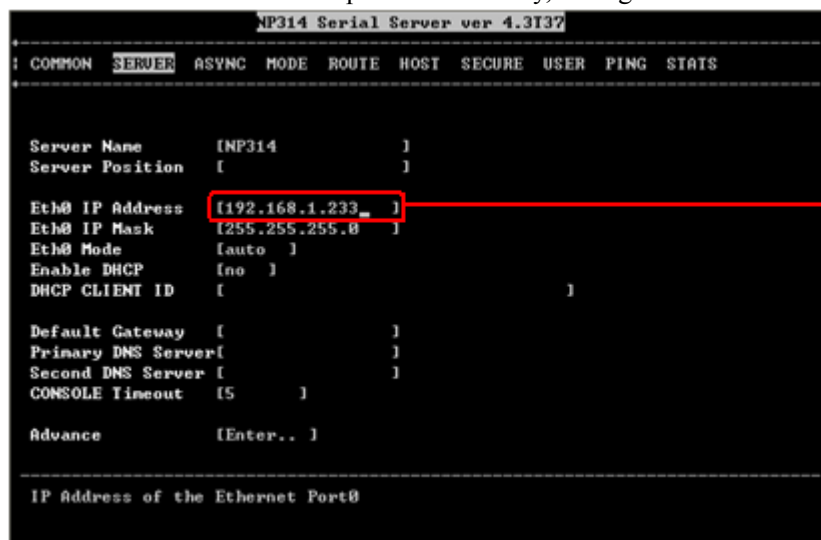 NP314 Serial Server ver 4.3T37
COMMON SERVER ASYNC MODE ROUTE HOST SECURE USER PING STATS
Server Name [NP314 ]
Server Position [ ]
Eth0 IP Address [192.168.1.233_ ]
Eth0 IP Mask [255.255.255.0 ]
Eth0 Mode [auto ]
Enable DHCP [no ]
DHCP CLIENT ID [ ]
Default Gateway [ ]
Primary DNS Server[ ]
Second DNS Server [ ]
CONSOLE Timeout [5 ]
Advance [Enter.. ]
IP Address of the Ethernet Port0